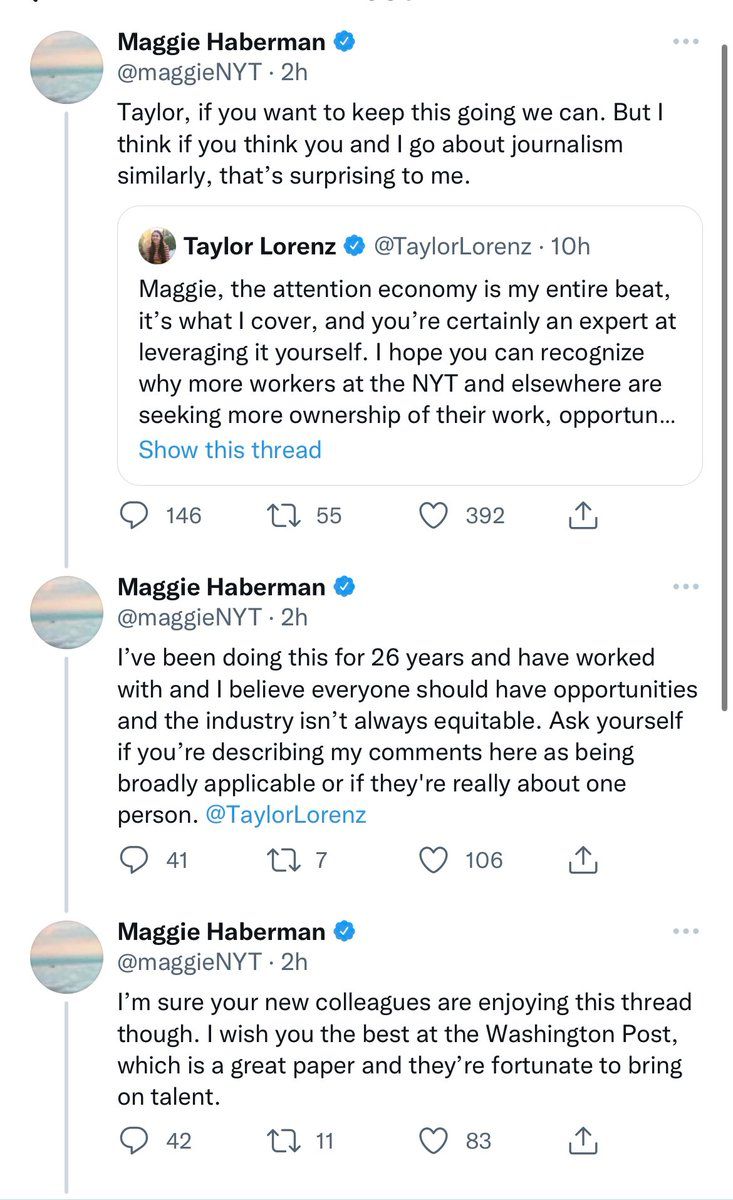 Maggie Haberman
@maggieNYT · 2h
Taylor, if you want to keep this going we can. But I
think if you think you and I go about journalism
similarly, that’s surprising to me.
Taylor Lorenz @TaylorLorenz · 10h
Maggie, the attention economy is my entire beat,
it’s what I cover, and you’re certainly an expert at
leveraging it yourself. I hope you can recognize
why more workers at the NYT and elsewhere are
seeking more ownership of their work, opportun...
Show this thread
146 55 392
Maggie Haberman
@maggieNYT · 2h
I’ve been doing this for 26 years and have worked
with and I believe everyone should have opportunities
and the industry isn’t always equitable. Ask yourself
if you’re describing my comments here as being
broadly applicable or if they're really about one
person. @TaylorLorenz
41 7 106
Maggie Haberman
@maggieNYT · 2h
I’m sure your new colleagues are enjoying this thread
though. I wish you the best at the Washington Post,
which is a great paper and they’re fortunate to bring
on talent.
42 11 83